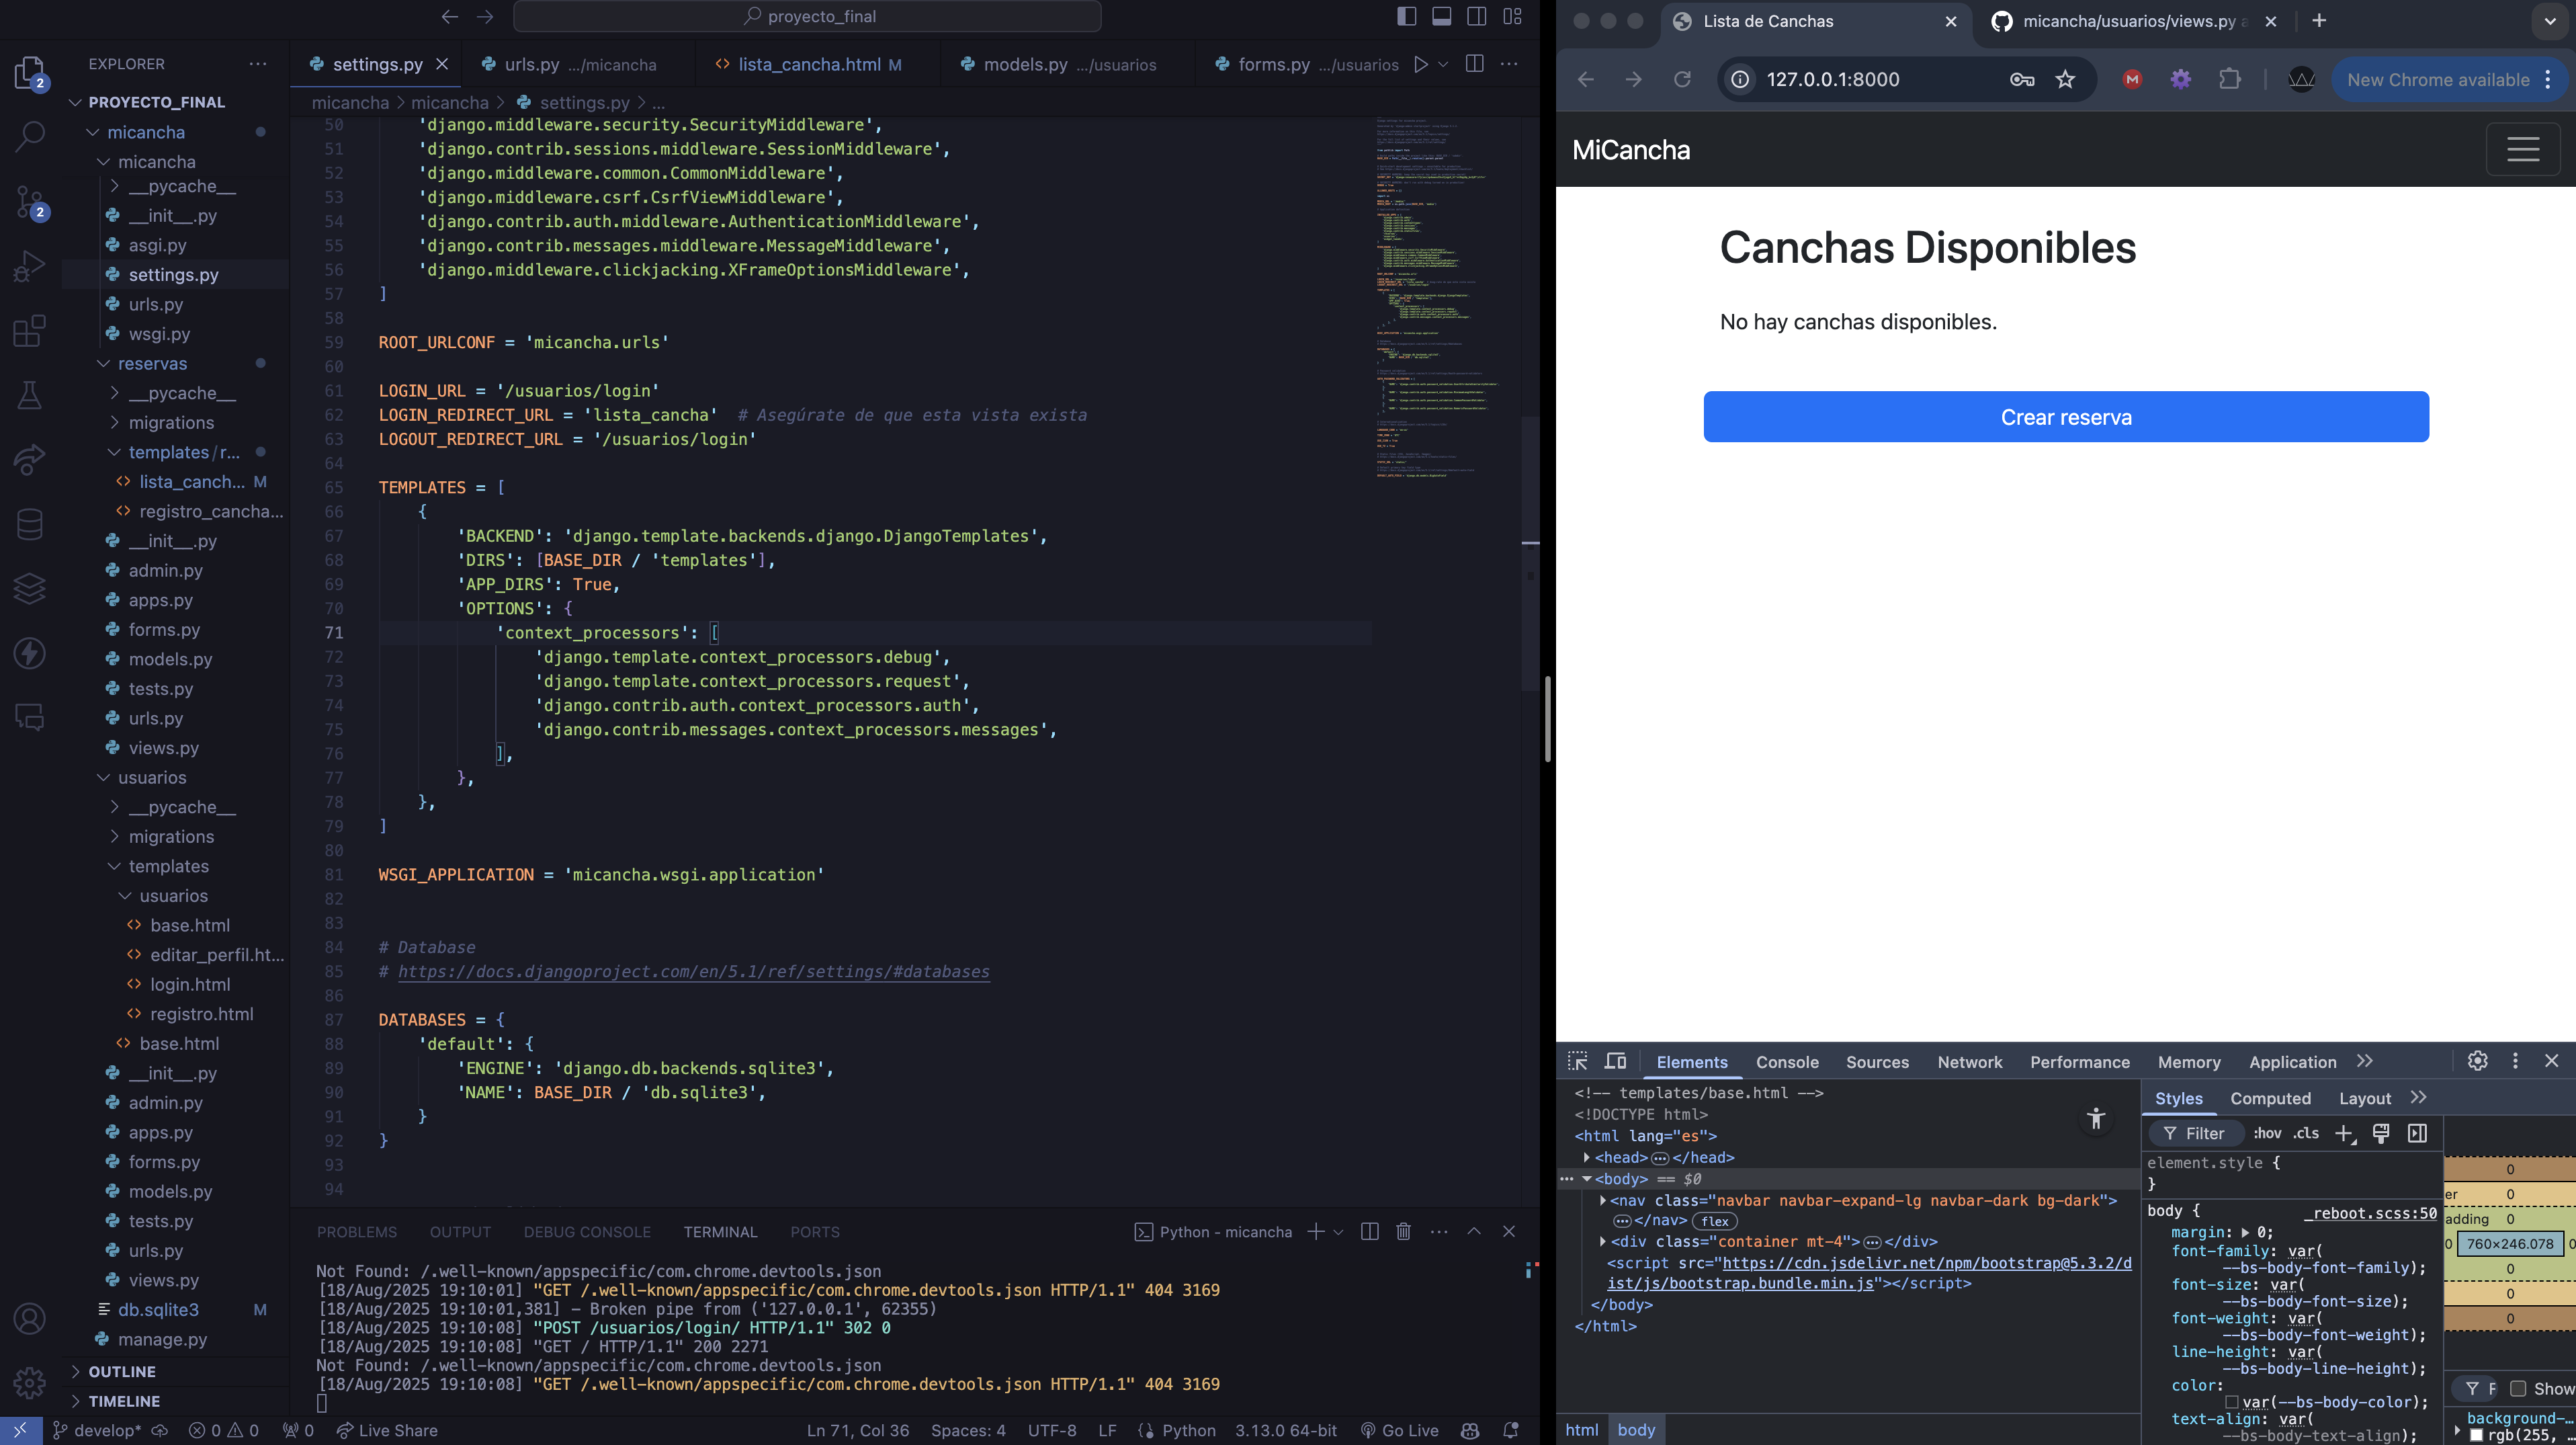 proyecto_final
EXPLORER
PROYECTO_FINAL
micancha
micancha
__pycache__
__init__.py
asgi.py
settings.py
urls.py
wsgi.py
reservas
__pycache__
migrations
templates/r...
lista_canch... M
registro_cancha...
__init__.py
admin.py
apps.py
forms.py
models.py
tests.py
urls.py
views.py
usuarios
__pycache__
migrations
templates
usuarios
base.html
editar_perfil.ht...
login.html
registro.html
base.html
__init__.py
admin.py
apps.py
forms.py
models.py
tests.py
urls.py
views.py
db.sqlite3 M
manage.py
OUTLINE
TIMELINE
2
2
settings.py
urls.py .../micancha
lista_cancha.html M
models.py .../usuarios
forms.py .../usuarios
micancha > micancha > settings.py > ...
50 'django.middleware.security.SecurityMiddleware',
51 'django.contrib.sessions.middleware.SessionMiddleware',
52 'django.middleware.common.CommonMiddleware',
53 'django.middleware.csrf.CsrfViewMiddleware',
54 'django.contrib.auth.middleware.AuthenticationMiddleware',
55 'django.contrib.messages.middleware.MessageMiddleware',
56 'django.middleware.clickjacking.XFrameOptionsMiddleware',
57 ]
58
59 ROOT_URLCONF = 'micancha.urls'
60
61 LOGIN_URL = '/usuarios/login'
62 LOGIN_REDIRECT_URL = 'lista_cancha' # Asegúrate de que esta vista exista
63 LOGOUT_REDIRECT_URL = '/usuarios/login'
64
65 TEMPLATES = [
66 {
67 'BACKEND': 'django.template.backends.django.DjangoTemplates',
68 'DIRS': [BASE_DIR / 'templates'],
69 'APP_DIRS': True,
70 'OPTIONS': {
71 'context_processors': [
72 'django.template.context_processors.debug',
73 'django.template.context_processors.request',
74 'django.contrib.auth.context_processors.auth',
75 'django.contrib.messages.context_processors.messages',
76 ],
77 },
78 },
79 ]
80
81 WSGI_APPLICATION = 'micancha.wsgi.application'
82
83
84 # Database
85 # https://docs.djangoproject.com/en/5.1/ref/settings/#databases
86
87 DATABASES = {
88 'default': {
89 'ENGINE': 'django.db.backends.sqlite3',
90 'NAME': BASE_DIR / 'db.sqlite3',
91 }
92 }
93
94
PROBLEMS OUTPUT DEBUG CONSOLE TERMINAL PORTS
Python - micancha
Not Found: /.well-known/appspecific/com.chrome.devtools.json
[18/Aug/2025 19:10:01] "GET /.well-known/appspecific/com.chrome.devtools.json HTTP/1.1" 404 3169
[18/Aug/2025 19:10:01,381] - Broken pipe from ('127.0.0.1', 62355)
[18/Aug/2025 19:10:08] "POST /usuarios/login/ HTTP/1.1" 302 0
[18/Aug/2025 19:10:08] "GET / HTTP/1.1" 200 2271
Not Found: /.well-known/appspecific/com.chrome.devtools.json
[18/Aug/2025 19:10:08] "GET /.well-known/appspecific/com.chrome.devtools.json HTTP/1.1" 404 3169
develop* 0 0 0 Live Share
Ln 71, Col 36 Spaces: 4 UTF-8 LF Python 3.13.0 64-bit Go Live
Lista de Canchas
micancha/usuarios/views.py a
127.0.0.1:8000
M
New Chrome available
MiCancha
Canchas Disponibles
No hay canchas disponibles.
Crear reserva
Elements Console Sources Network Performance Memory Application
<!-- templates/base.html -->
<!DOCTYPE html>
<html lang="es">
<head> ... </head>
... <body> == $0
<nav class="navbar navbar-expand-lg navbar-dark bg-dark">
... </nav> flex
<div class="container mt-4"> ... </div>
<script src="https://cdn.jsdelivr.net/npm/bootstrap@5.3.2/d
ist/js/bootstrap.bundle.min.js"></script>
</body>
</html>
html body
Styles Computed Layout
Filter :hov .cls
element.style {
}
body { _reboot.scss:50
margin: 0;
font-family: var(
--bs-body-font-family);
font-size: var(
--bs-body-font-size);
font-weight: var(
--bs-body-font-weight);
line-height: var(
--bs-body-line-height);
color:
var(--bs-body-color);
text-align: var(
--bs-body-text-align);
0
er 0
adding 0
0 760×246.078 0
0
0
0
F Show
background-...
rgb(255, ...